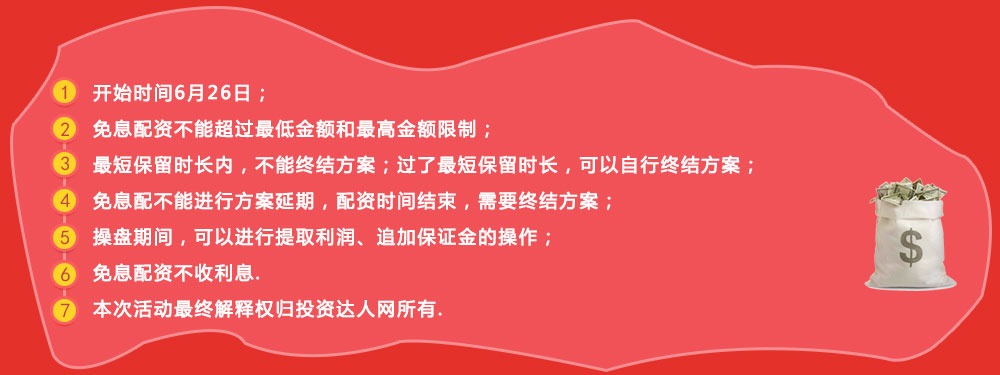 1 开始时间6月26日；
2 免息配资不能超过最低金额和最高金额限制；
3 最短保留时长内，不能终结方案；过了最短保留时长，可以自行终结方案；
4 免息配不能进行方案延期，配资时间结束，需要终结方案；
5 操盘期间，可以进行提取利润、追加保证金的操作；
6 免息配资不收利息.
7 本次活动最终解释权归投资达人网所有.
$